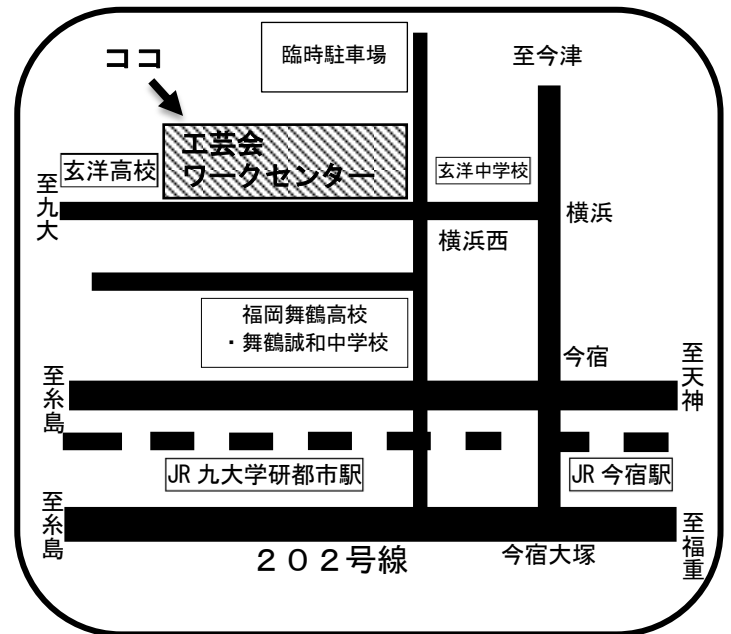 ココ
臨時駐車場
至今津
工芸会
ワークセンター
玄洋高校
玄洋中学校
至九大
横浜
横浜西
福岡舞鶴高校
・舞鶴誠和中学校
今宿
至天神
至糸島
JR 九大学研都市駅
JR 今宿駅
至糸島
２０２号線
今宿大塚
至福重